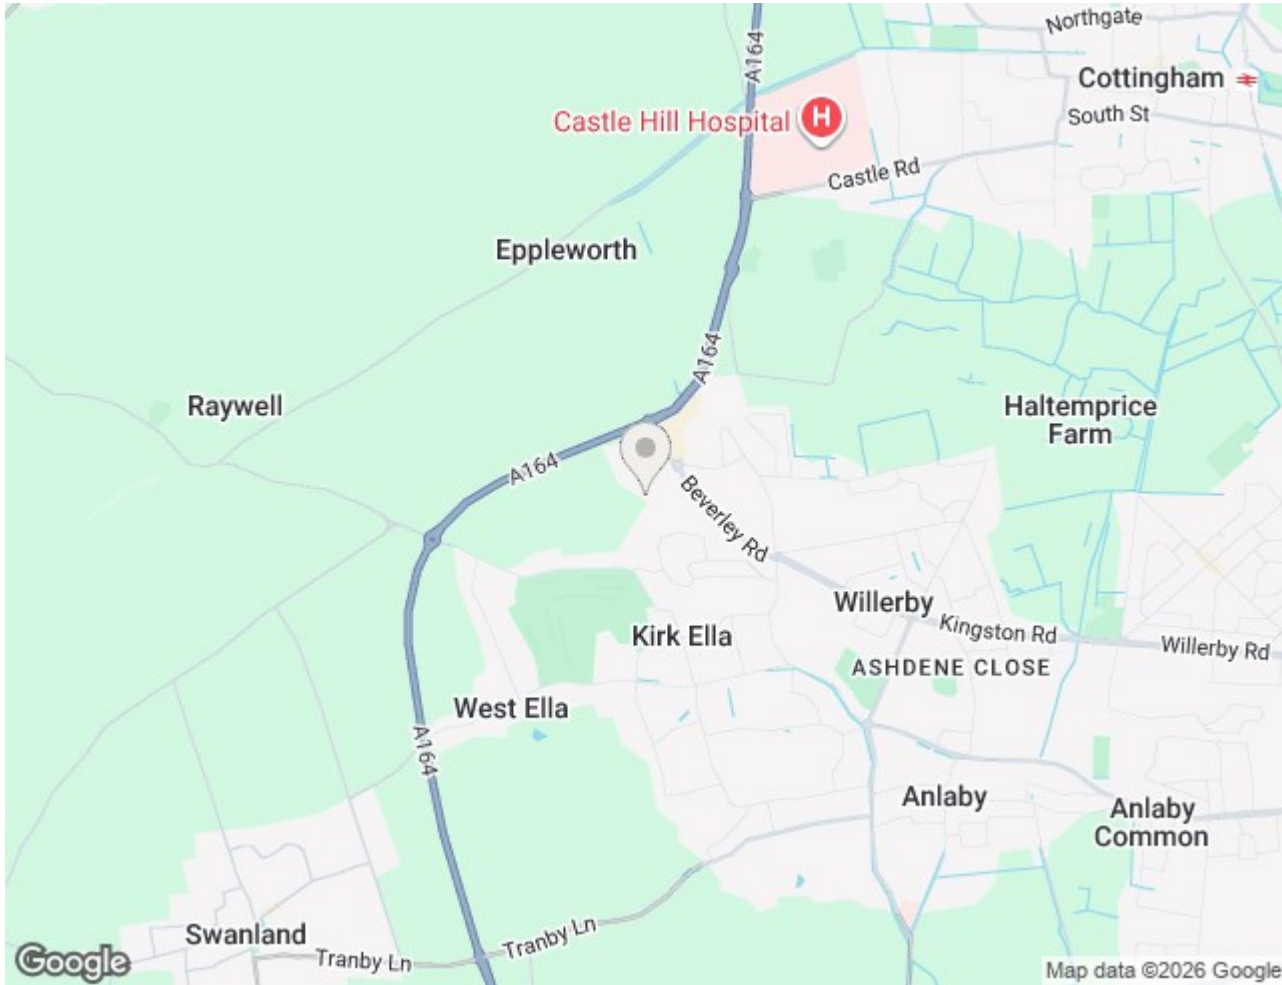 Northgate
A164
Cottingham
Castle Hill Hospital
H
South St
Castle Rd
Eppleworth
A164
Raywell
Haltemprice
Farm
A164
Beverley Rd
Willerby
Kirk Ella
Kingston Rd
Willerby Rd
ASHDENE CLOSE
West Ella
A164
Anlaby
Anlaby
Common
Swanland
Tranby Ln
Tranby Ln
Google
Map data ©2026 Google